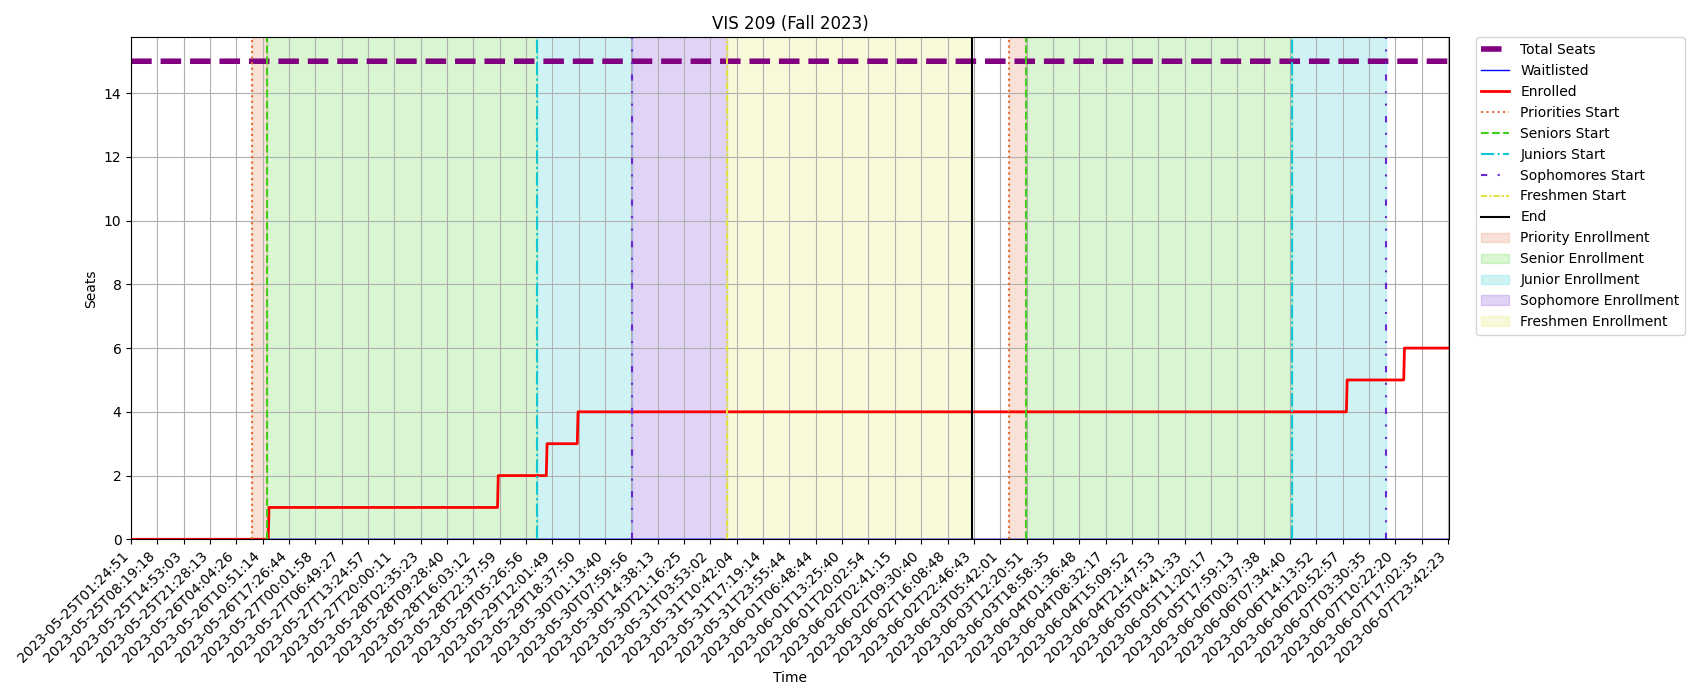 VIS 209 (Fall 2023)
Seats
14
12
10
8
6
4
2
0
2023-05-25T01:24:51
2023-05-25T08:19:18
2023-05-25T14:53:03
2023-05-25T21:28:13
2023-05-26T04:04:26
2023-05-26T10:51:14
2023-05-26T17:26:44
2023-05-27T00:01:58
2023-05-27T06:49:27
2023-05-27T13:24:57
2023-05-27T20:00:11
2023-05-28T02:35:23
2023-05-28T09:28:40
2023-05-28T16:03:12
2023-05-28T22:37:59
2023-05-29T05:26:56
2023-05-29T12:01:49
2023-05-29T18:37:50
2023-05-30T01:13:40
2023-05-30T07:59:56
2023-05-30T14:38:13
2023-05-30T21:16:25
2023-05-31T03:53:02
2023-05-31T10:42:04
2023-05-31T17:19:14
2023-05-31T23:55:44
2023-06-01T06:48:44
2023-06-01T13:25:40
2023-06-01T20:02:54
2023-06-02T02:41:15
2023-06-02T09:30:40
2023-06-02T16:08:48
2023-06-02T22:46:43
2023-06-03T05:42:01
2023-06-03T12:20:51
2023-06-03T18:58:35
2023-06-04T01:36:48
2023-06-04T08:32:17
2023-06-04T15:09:52
2023-06-04T21:47:53
2023-06-05T04:41:33
2023-06-05T11:20:17
2023-06-05T17:59:13
2023-06-06T00:37:38
2023-06-06T07:34:40
2023-06-06T14:13:52
2023-06-06T20:52:57
2023-06-07T03:30:35
2023-06-07T10:22:20
2023-06-07T17:02:35
2023-06-07T23:42:23
Time
Total Seats
Waitlisted
Enrolled
Priorities Start
Seniors Start
Juniors Start
Sophomores Start
Freshmen Start
End
Priority Enrollment
Senior Enrollment
Junior Enrollment
Sophomore Enrollment
Freshmen Enrollment